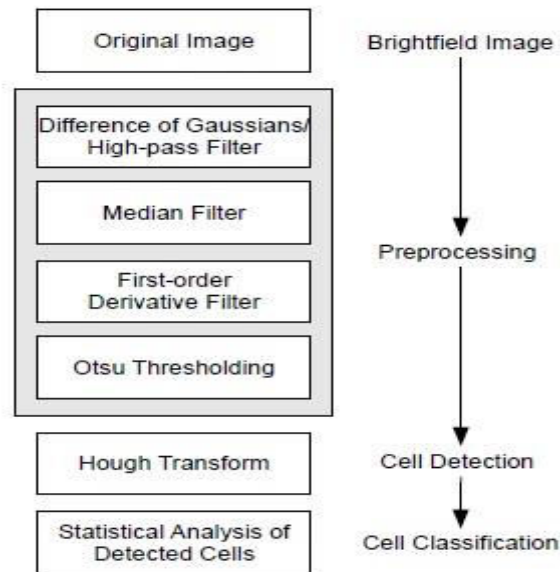 Original Image
Brightfield Image
Difference of Gaussians/
High-pass Filter
Median Filter
Preprocessing
First-order
Derivative Filter
Otsu Thresholding
Hough Transform
Cell Detection
Statistical Analysis of
Detected Cells
Cell Classification